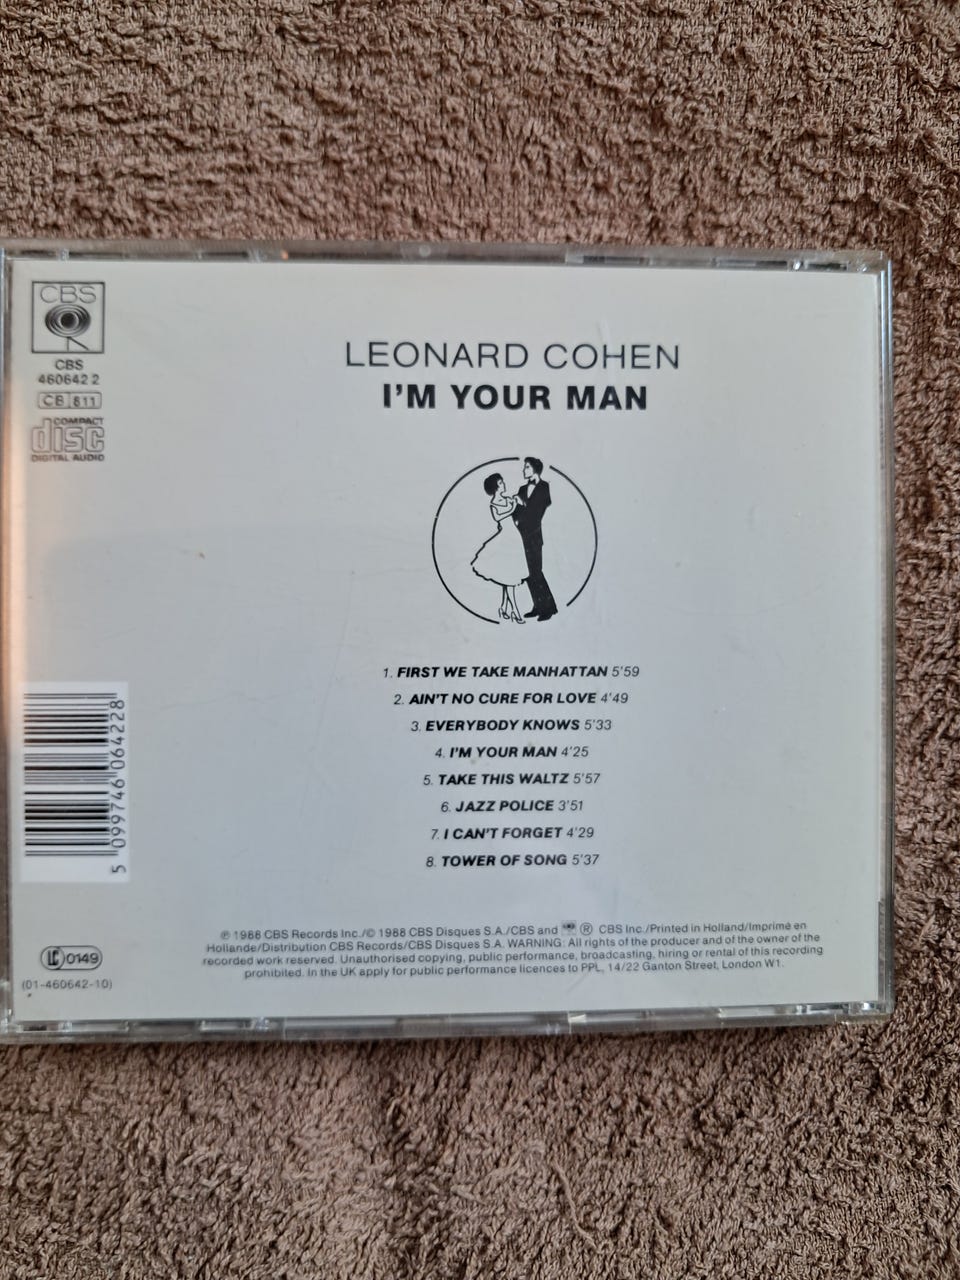 CBS
CBS
460642 2
CB 811
COMPACT
disc
DIGITAL AUDIO
LEONARD COHEN
I'M YOUR MAN
1. FIRST WE TAKE MANHATTAN 5'59
2. AIN'T NO CURE FOR LOVE 4'49
3. EVERYBODY KNOWS 5'33
4. I'M YOUR MAN 4'25
5. TAKE THIS WALTZ 5'57
6. JAZZ POLICE 3'51
7. I CAN'T FORGET 4'29
8. TOWER OF SONG 5'37
5 099746 064228
℗ 1988 CBS Records Inc./© 1988 CBS Disques S.A./CBS and ® CBS Inc./Printed in Holland/Imprimé en
Hollande/Distribution CBS Records/CBS Disques S.A. WARNING: All rights of the producer and of the owner of the
recorded work reserved. Unauthorised copying, public performance, broadcasting, hiring or rental of this recording
prohibited. In the UK apply for public performance licences to PPL, 14/22 Ganton Street, London W1.
LC 0149
(01-460642-10)